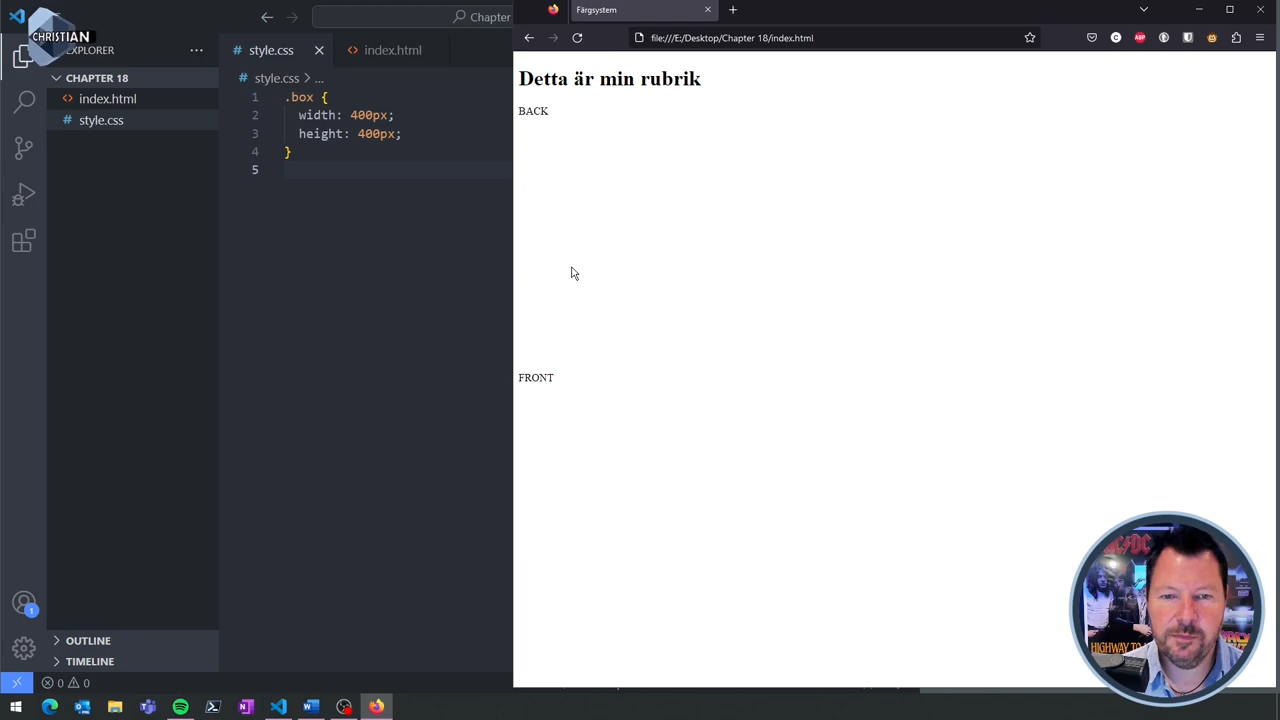 CHRISTIAN
Chapter
EXPLORER
CHAPTER 18
index.html
style.css
OUTLINE
TIMELINE
0 0
1
style.css
index.html
style.css > ...
1 .box {
2 width: 400px;
3 height: 400px;
4 }
5
Färgsystem
file:///E:/Desktop/Chapter 18/index.html
ABP
Detta är min rubrik
BACK
FRONT
HIGHWAY TO